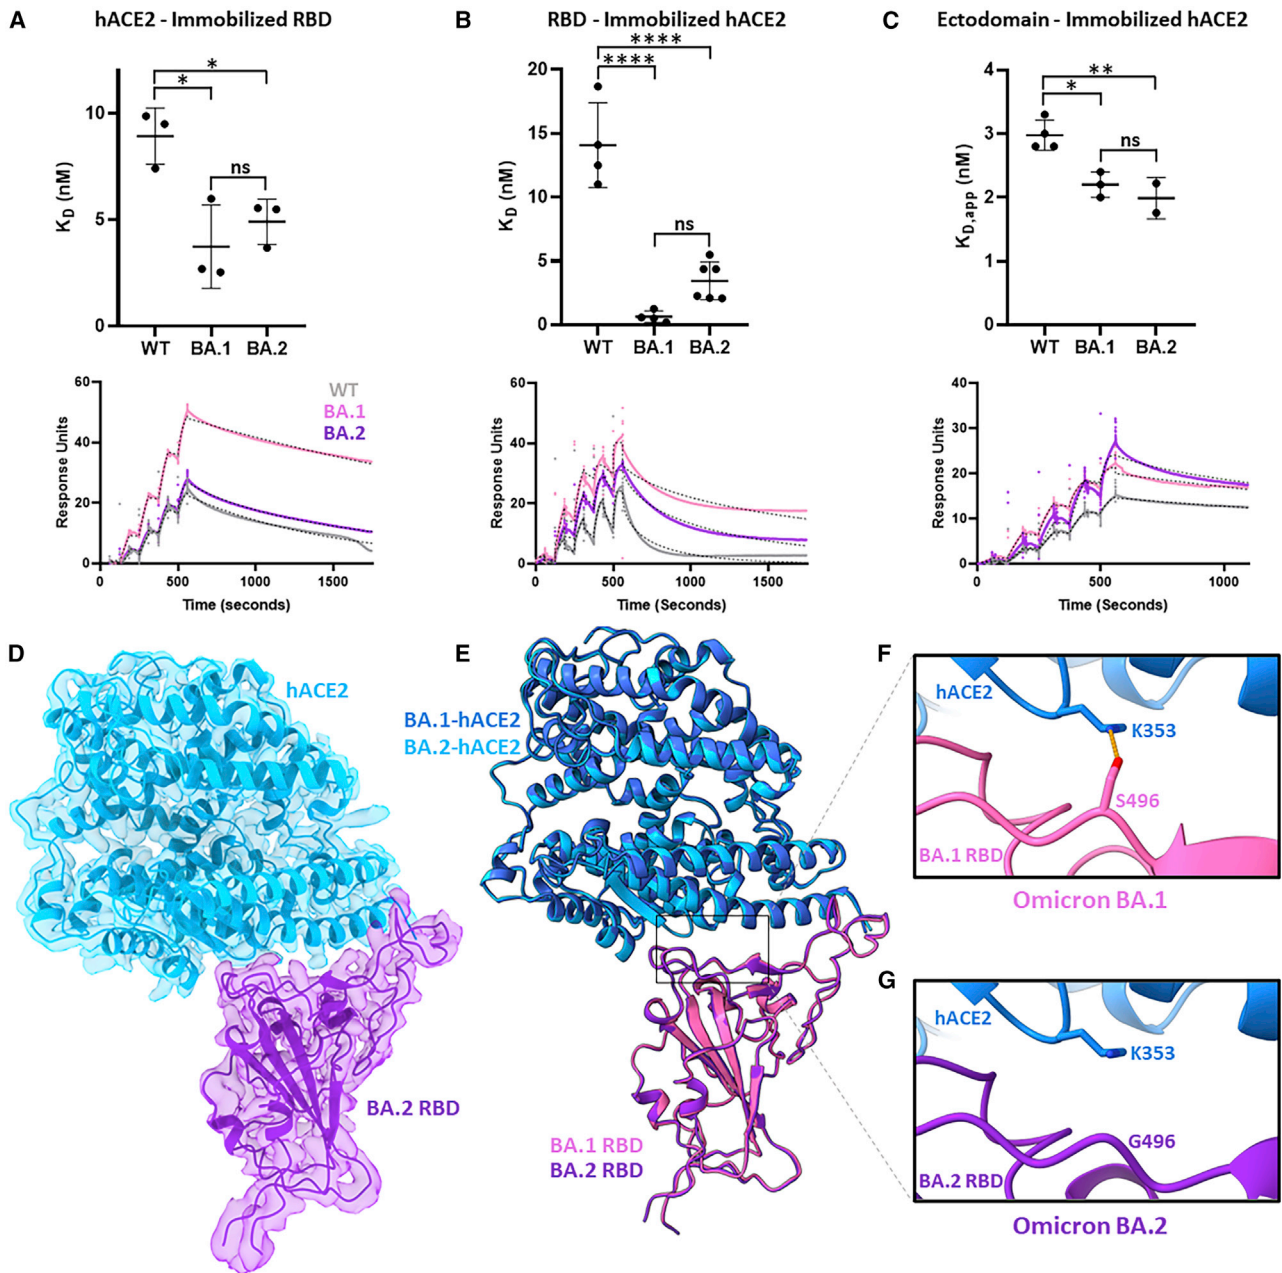 A
hACE2 - Immobilized RBD
*
*
ns
10
5
0
K_D (nM)
WT
BA.1
BA.2
60
40
20
0
Response Units
0
500
1000
1500
Time (seconds)
WT
BA.1
BA.2
B
RBD - Immobilized hACE2
****
****
ns
20
15
10
5
0
K_D (nM)
WT
BA.1
BA.2
60
40
20
0
Response Units
0
500
1000
1500
Time (Seconds)
C
Ectodomain - Immobilized hACE2
**
*
ns
4
3
2
1
0
K_D,app (nM)
WT
BA.1
BA.2
40
30
20
10
0
Response Units
0
500
1000
Time (Seconds)
D
hACE2
BA.2 RBD
E
BA.1-hACE2
BA.2-hACE2
BA.1 RBD
BA.2 RBD
F
hACE2
K353
S496
BA.1 RBD
Omicron BA.1
G
hACE2
K353
G496
BA.2 RBD
Omicron BA.2